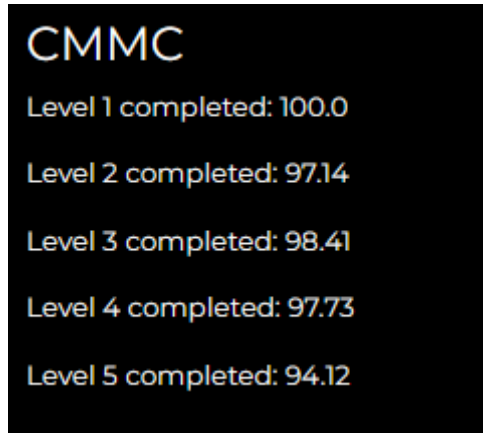 CMMC
Level 1 completed: 100.0
Level 2 completed: 97.14
Level 3 completed: 98.41
Level 4 completed: 97.73
Level 5 completed: 94.12